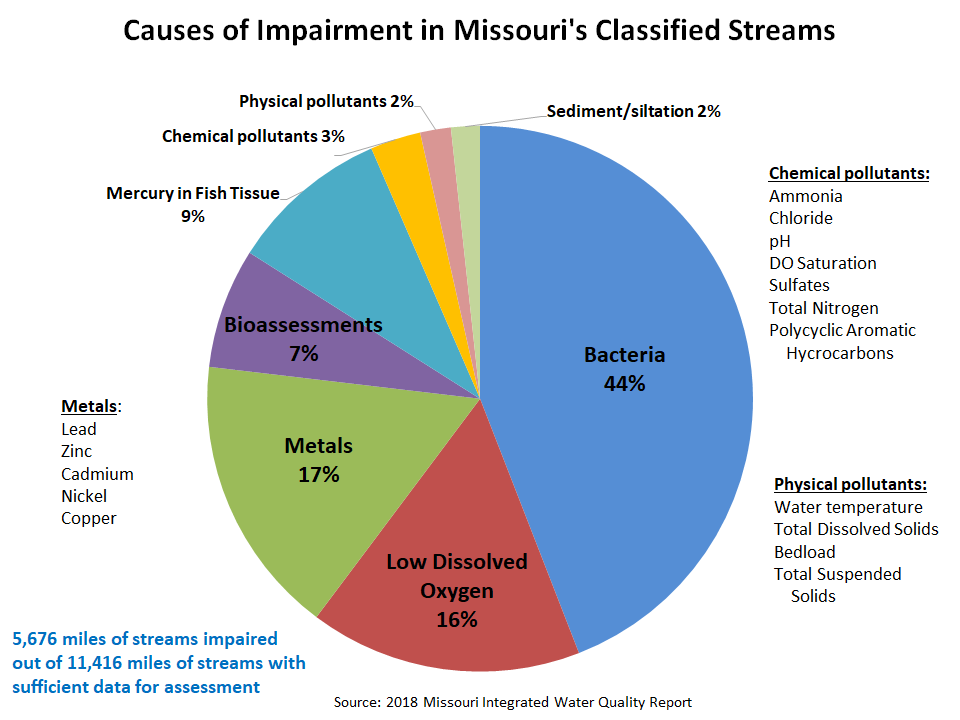 Causes of Impairment in Missouri's Classified Streams
Physical pollutants 2%
Sediment/siltation 2%
Chemical pollutants 3%
Mercury in Fish Tissue
9%
Bioassessments
7%
Bacteria
44%
Metals
17%
Low Dissolved
Oxygen
16%
Chemical pollutants:
Ammonia
Chloride
pH
DO Saturation
Sulfates
Total Nitrogen
Polycyclic Aromatic
Hycrocarbons
Metals:
Lead
Zinc
Cadmium
Nickel
Copper
Physical pollutants:
Water temperature
Total Dissolved Solids
Bedload
Total Suspended
Solids
5,676 miles of streams impaired
out of 11,416 miles of streams with
sufficient data for assessment
Source: 2018 Missouri Integrated Water Quality Report